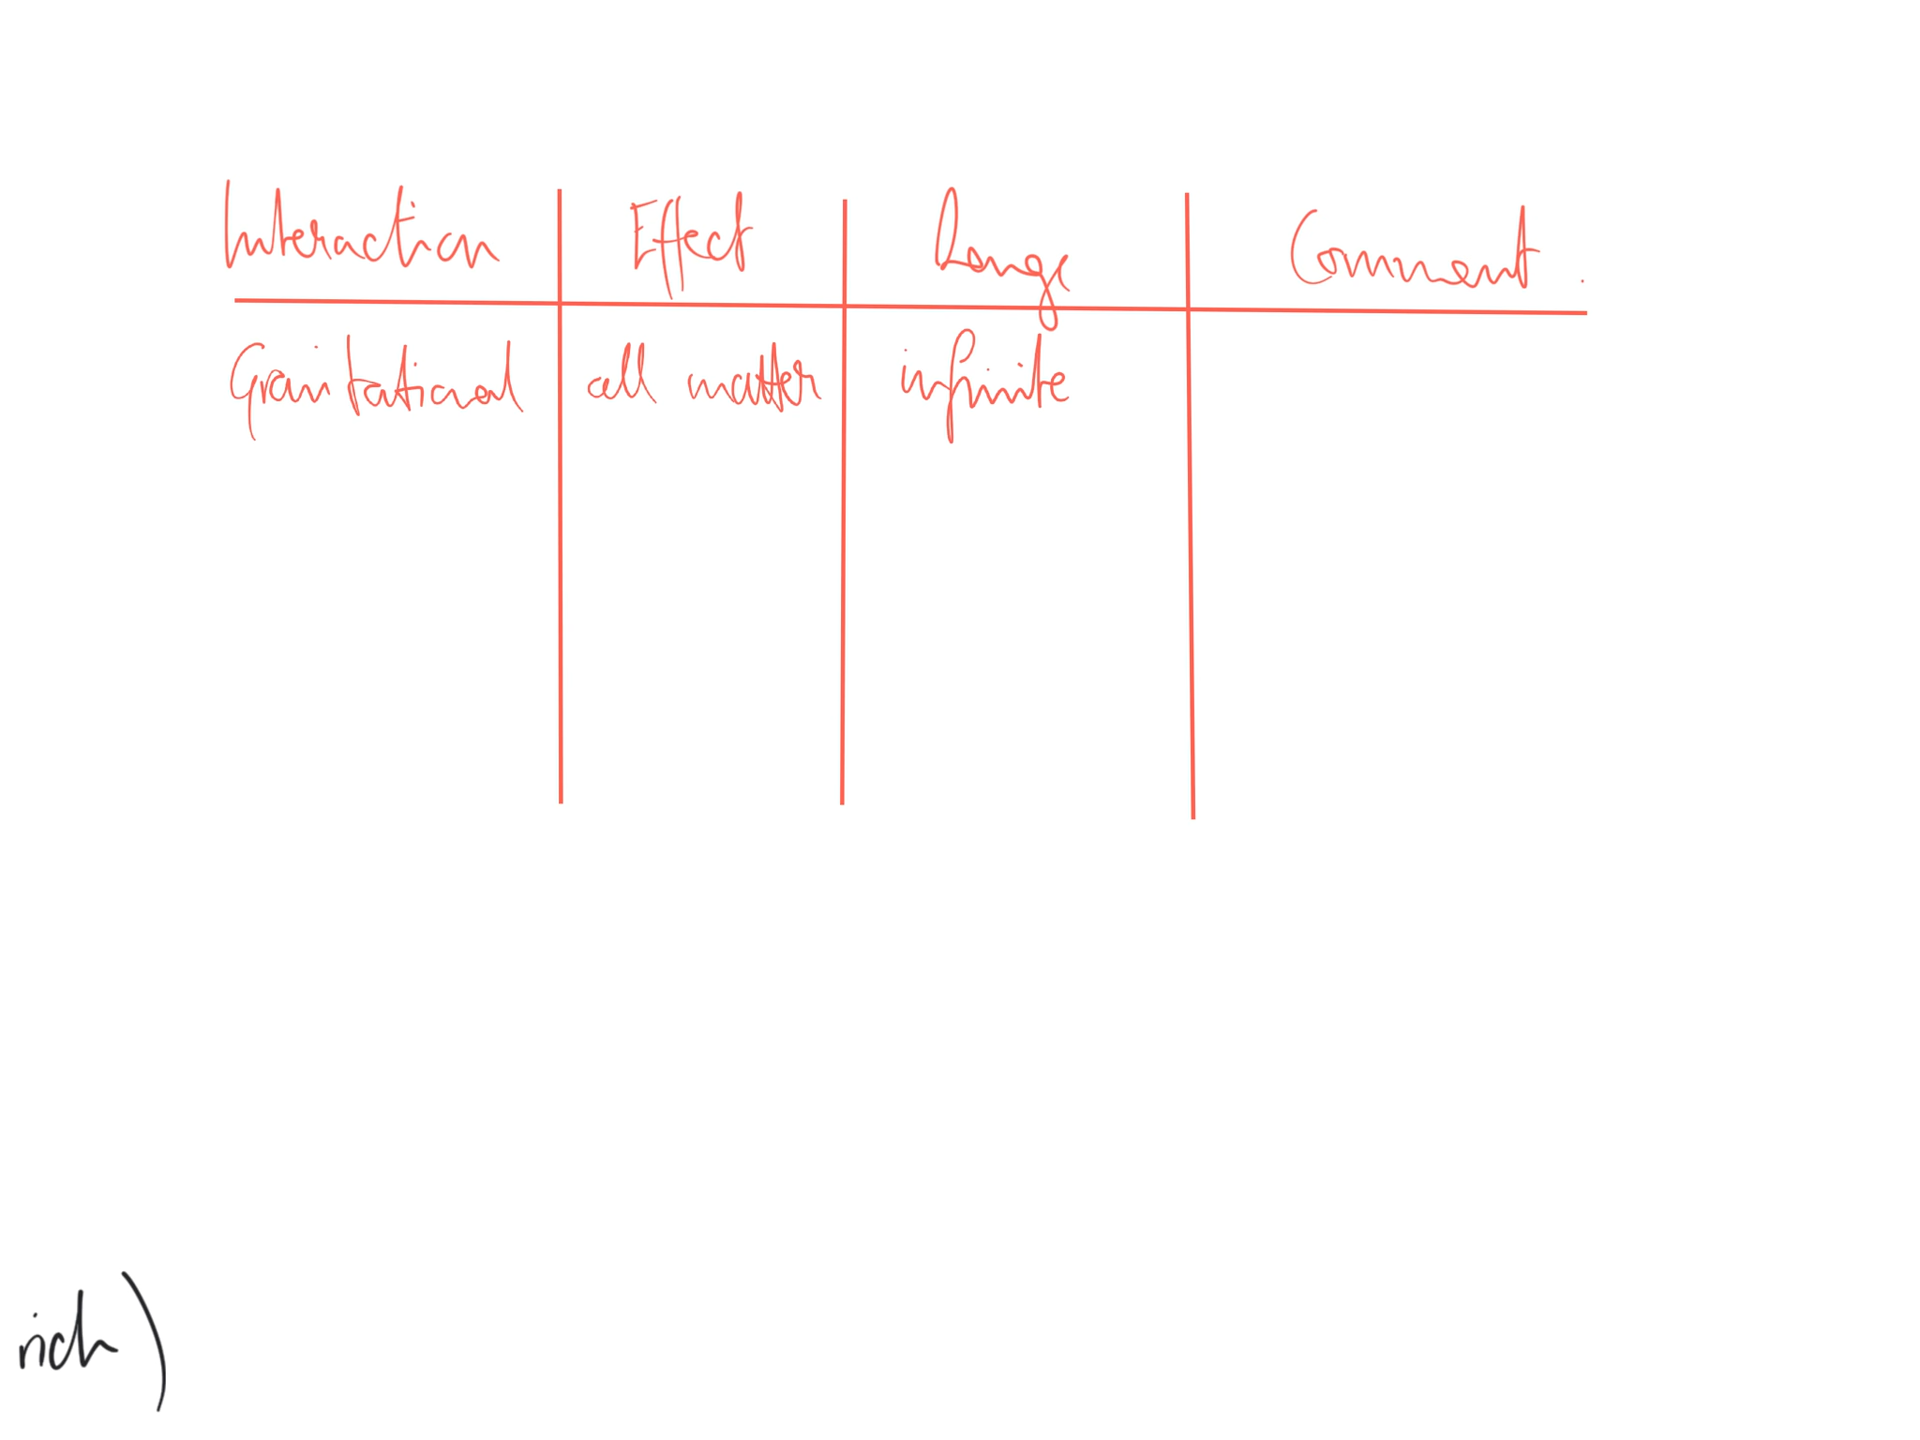 Interaction Effect Range Comment.
Gravitational all matter infinite
rich)